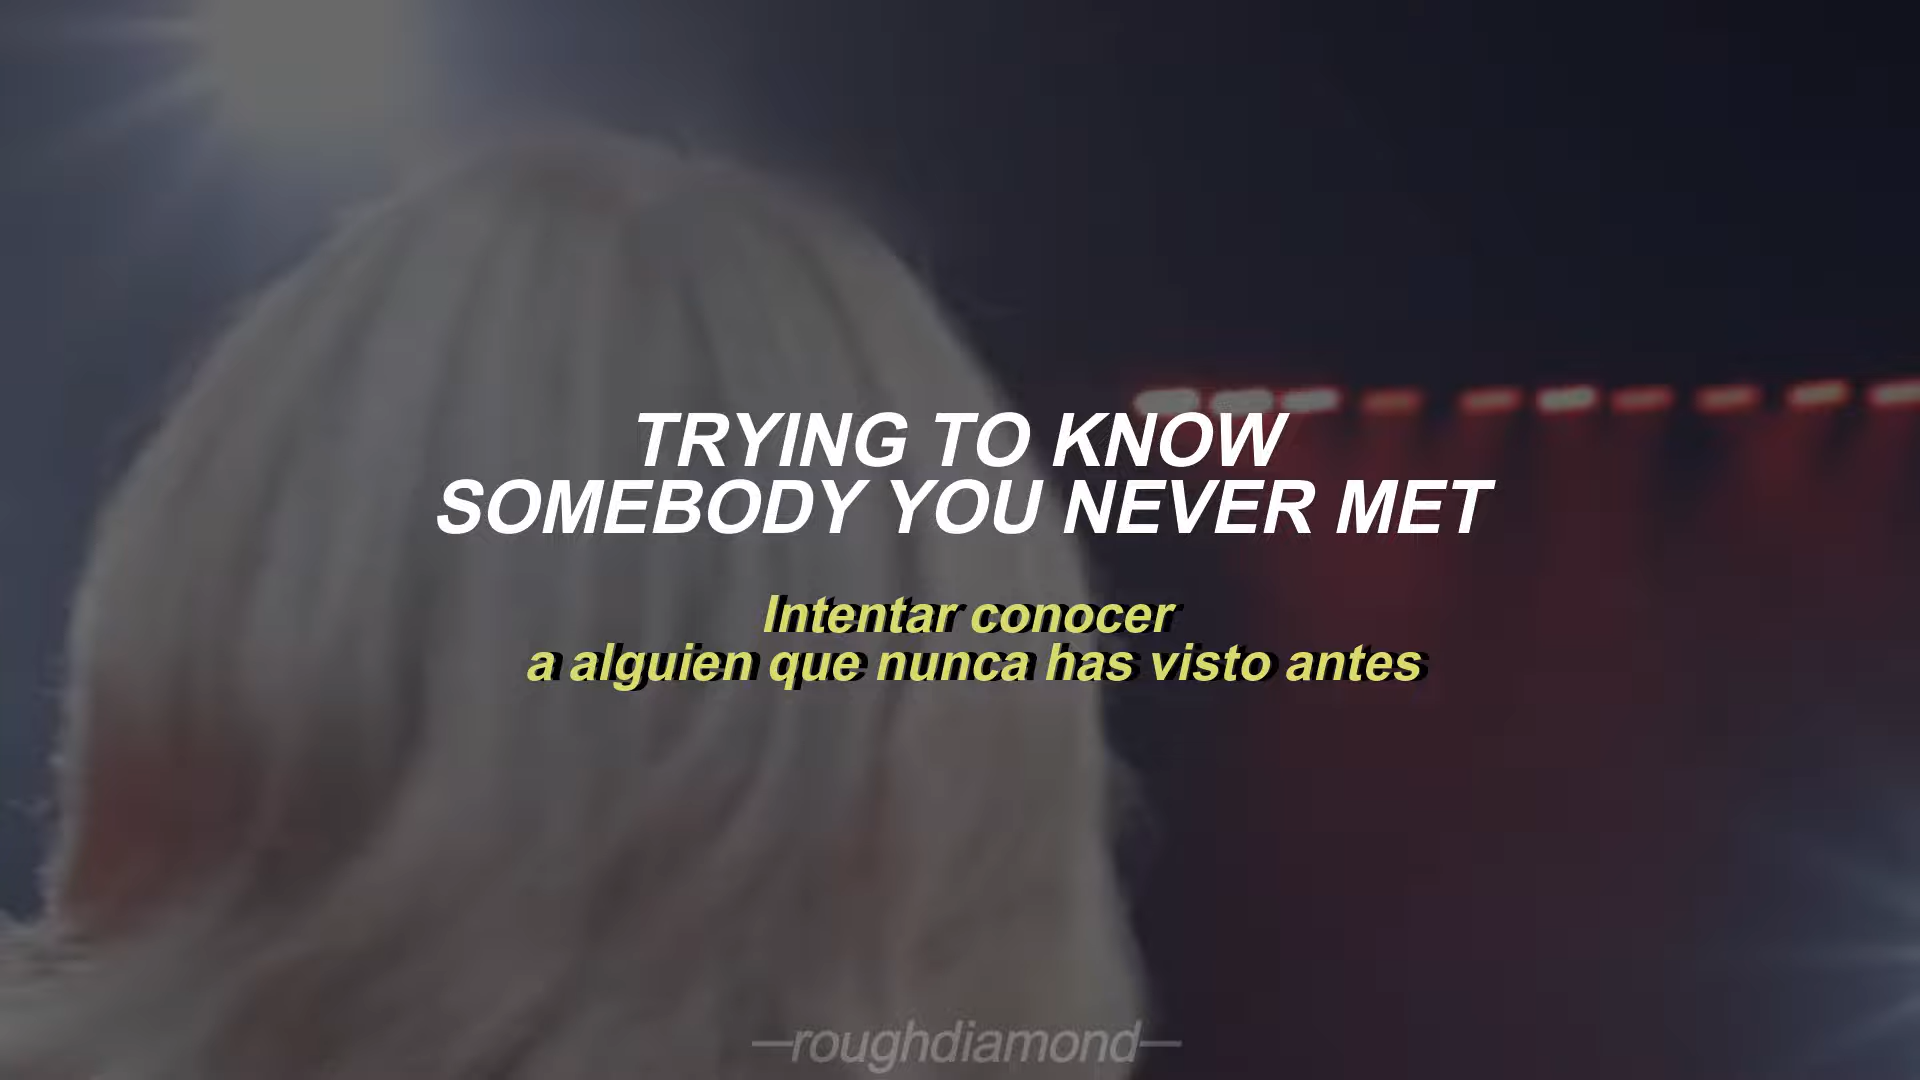 TRYING TO KNOW
SOMEBODY YOU NEVER MET
Intentar conocer
a alguien que nunca has visto antes
—roughdiamond—